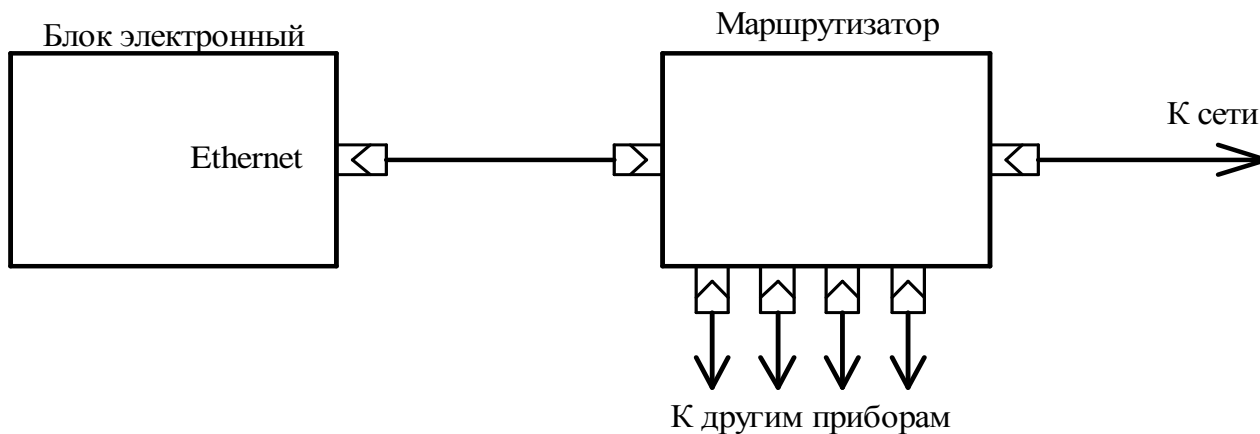 Блок электронный
Маршрутизатор
К сети
Ethernet
К другим приборам